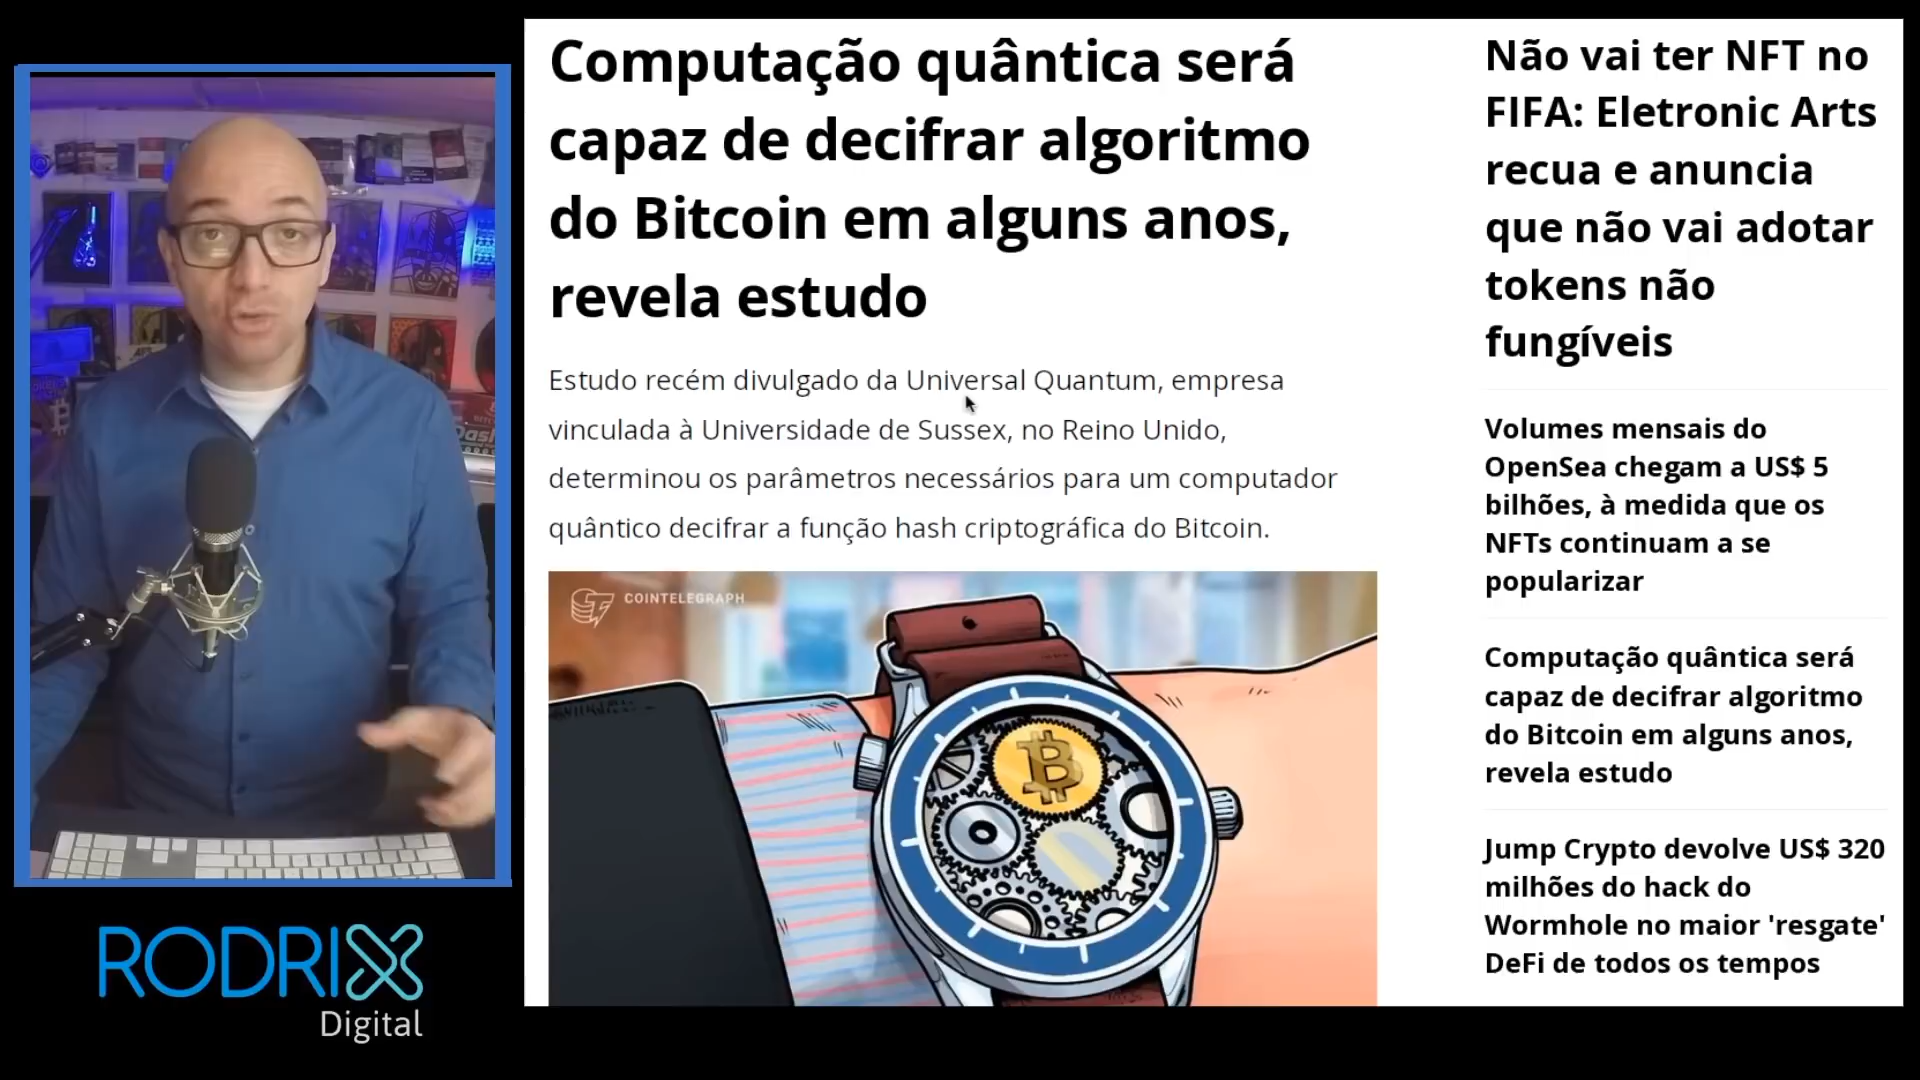 Computação quântica será
capaz de decifrar algoritmo
do Bitcoin em alguns anos,
revela estudo
Estudo recém divulgado da Universal Quantum, empresa
vinculada à Universidade de Sussex, no Reino Unido,
determinou os parâmetros necessários para um computador
quântico decifrar a função hash criptográfica do Bitcoin.
COINTELEGRAPH
Não vai ter NFT no
FIFA: Eletronic Arts
recua e anuncia
que não vai adotar
tokens não
fungíveis
Volumes mensais do
OpenSea chegam a US$ 5
bilhões, à medida que os
NFTs continuam a se
popularizar
Computação quântica será
capaz de decifrar algoritmo
do Bitcoin em alguns anos,
revela estudo
Jump Crypto devolve US$ 320
milhões do hack do
Wormhole no maior 'resgate'
DeFi de todos os tempos
Dash
RODRIX
Digital